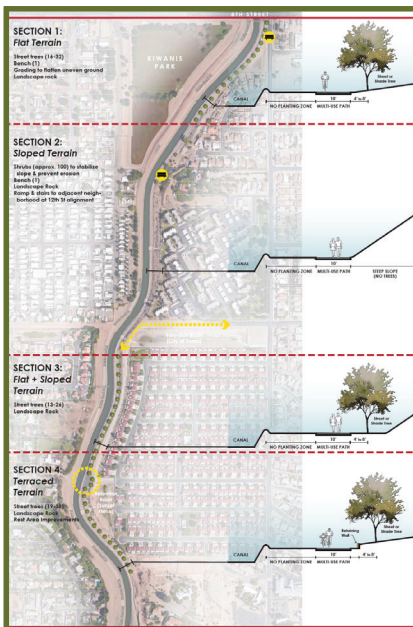 8TH STREET
SECTION 1:
Flat Terrain
Street trees (16-32)
Bench (1)
Grading to flatten uneven ground
Landscape rock
KIWANIS
PARK
Street or
Shade Tree
CANAL
10'
4' to 8'
NO PLANTING ZONE
MULTI-USE PATH
SECTION 2:
Sloped Terrain
Shrubs (approx. 100) to stabilize
slope & prevent erosion
Bench (1)
Landscape Rock
Ramp & stairs to adjacent neigh-
borhood at 12th St alignment
CANAL
10'
NO PLANTING ZONE
MULTI-USE PATH
STEEP SLOPE
(NO TREES)
SECTION 3:
Flat + Sloped
Terrain
Street trees (13-26)
Landscape Rock
Street or
Shade Tree
CANAL
10'
4' to 8'
NO PLANTING ZONE
MULTI-USE PATH
SECTION 4:
Terraced
Terrain
Landscape Rock
Rest Area Improvements
Street or
Shade Tree
Retaining
Wall
CANAL
10'
4' to 8'
NO PLANTING ZONE
MULTI-USE PATH